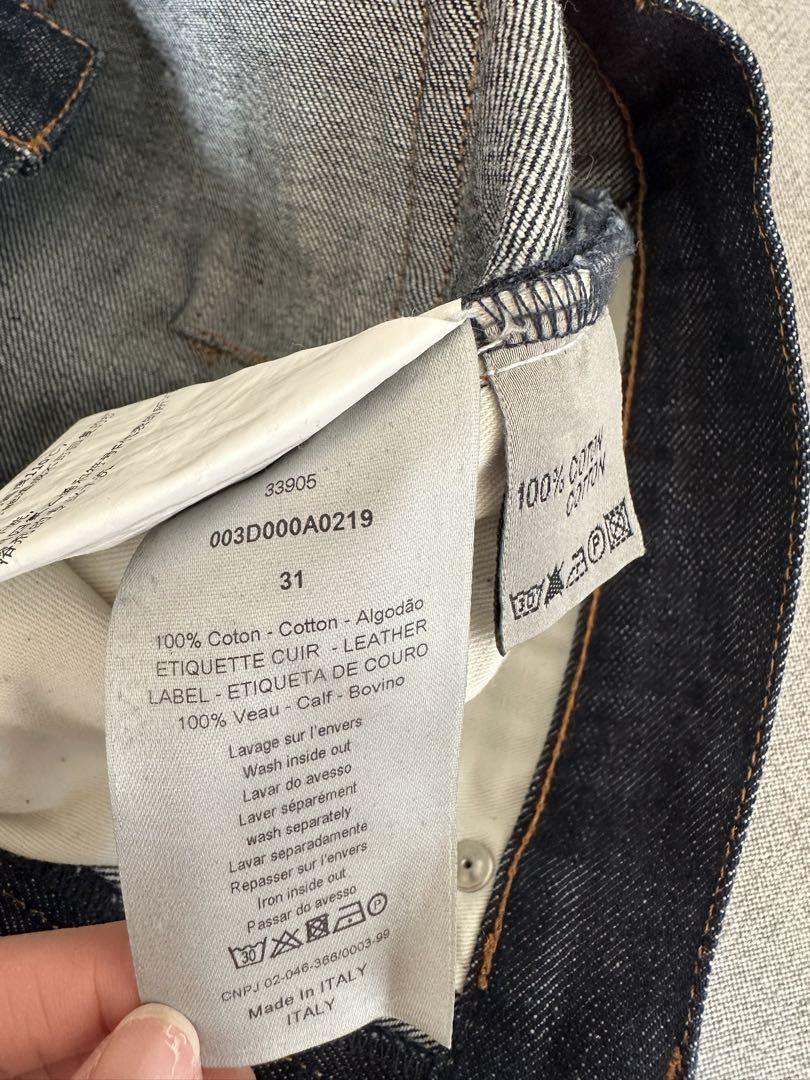 33905
003D000A0219
31
100% Coton - Cotton - Algodão
ETIQUETTE CUIR - LEATHER
LABEL - ETIQUETA DE COURO
100% Veau - Calf - Bovino
Lavage sur l'envers
Wash inside out
Lavar do avesso
Laver séparément
wash separately
Lavar separadamente
Repasser sur l'envers
Iron inside out
Passar do avesso
30
P
CNPJ 02-046-366/0003-99
Made In ITALY
ITALY
100% COTON
COTTON
30
P